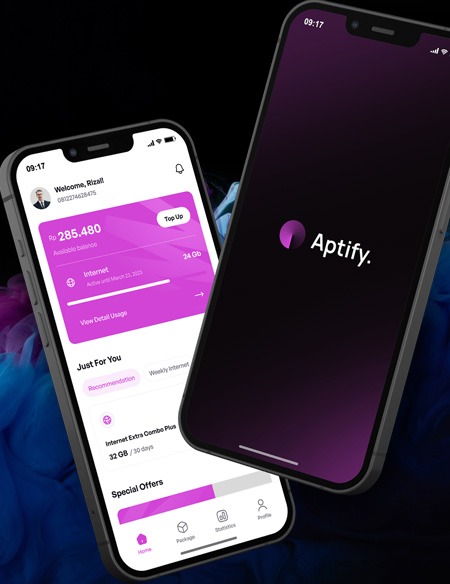 09:17
Welcome, Rizal!
0812274628475
Rp 285.480
Top Up
Available balance
Internet
24 Gb
Active until March 23, 2023
View Detail Usage
Just For You
Recommendation
Weekly Internet
Internet Extra Combo Plus
32 GB / 30 days
Special Offers
Home
Package
Statistics
Profile
09:17
Aptify.